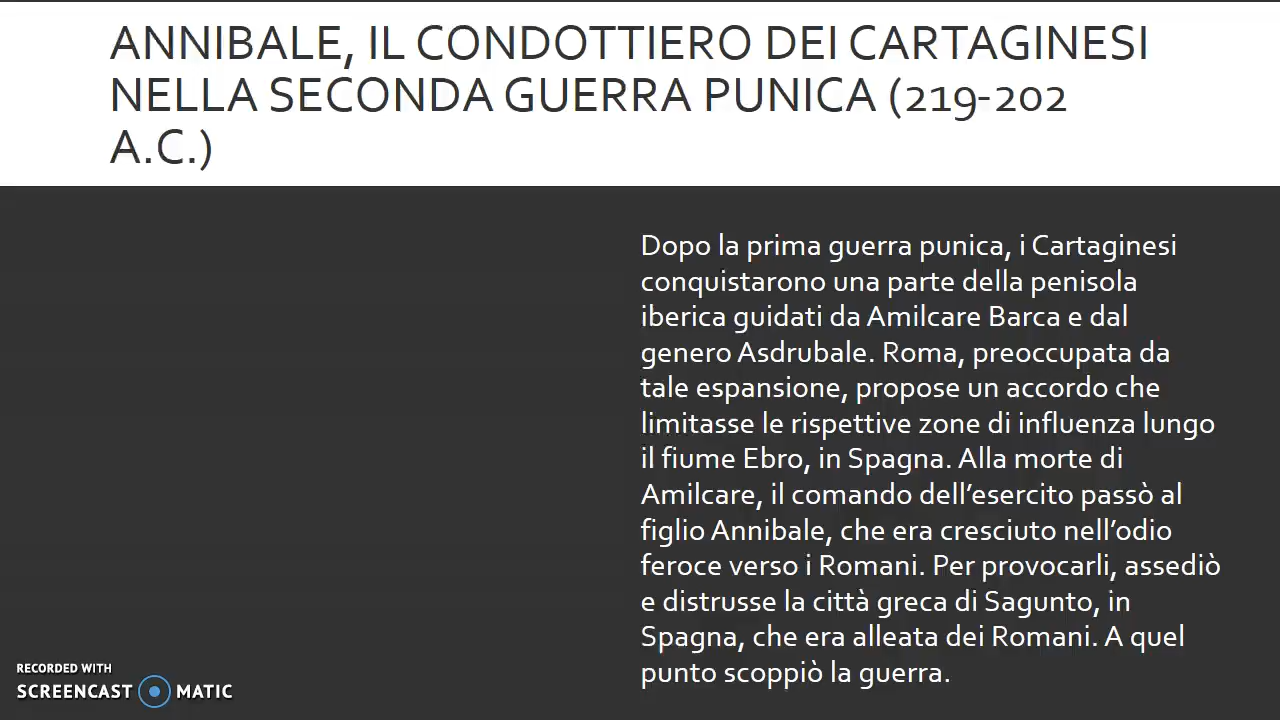 ANNIBALE, IL CONDOTTIERO DEI CARTAGINESI
NELLA SECONDA GUERRA PUNICA (219-202
A.C.)
Dopo la prima guerra punica, i Cartaginesi
conquistarono una parte della penisola
iberica guidati da Amilcare Barca e dal
genero Asdrubale. Roma, preoccupata da
tale espansione, propose un accordo che
limitasse le rispettive zone di influenza lungo
il fiume Ebro, in Spagna. Alla morte di
Amilcare, il comando dell’esercito passò al
figlio Annibale, che era cresciuto nell’odio
feroce verso i Romani. Per provocarli, assediò
e distrusse la città greca di Sagunto, in
Spagna, che era alleata dei Romani. A quel
punto scoppiò la guerra.
RECORDED WITH
SCREENCAST MATIC